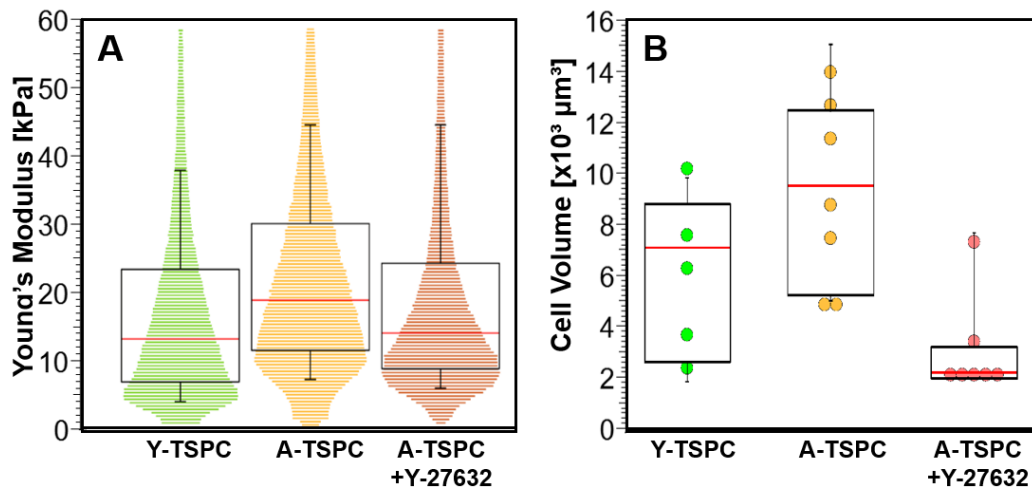 A
Young's Modulus [kPa]
60
50
40
30
20
10
0
Y-TSPC
A-TSPC
A-TSPC
+Y-27632
B
Cell Volume [x10³ µm³]
16
14
12
10
8
6
4
2
0
Y-TSPC
A-TSPC
A-TSPC
+Y-27632